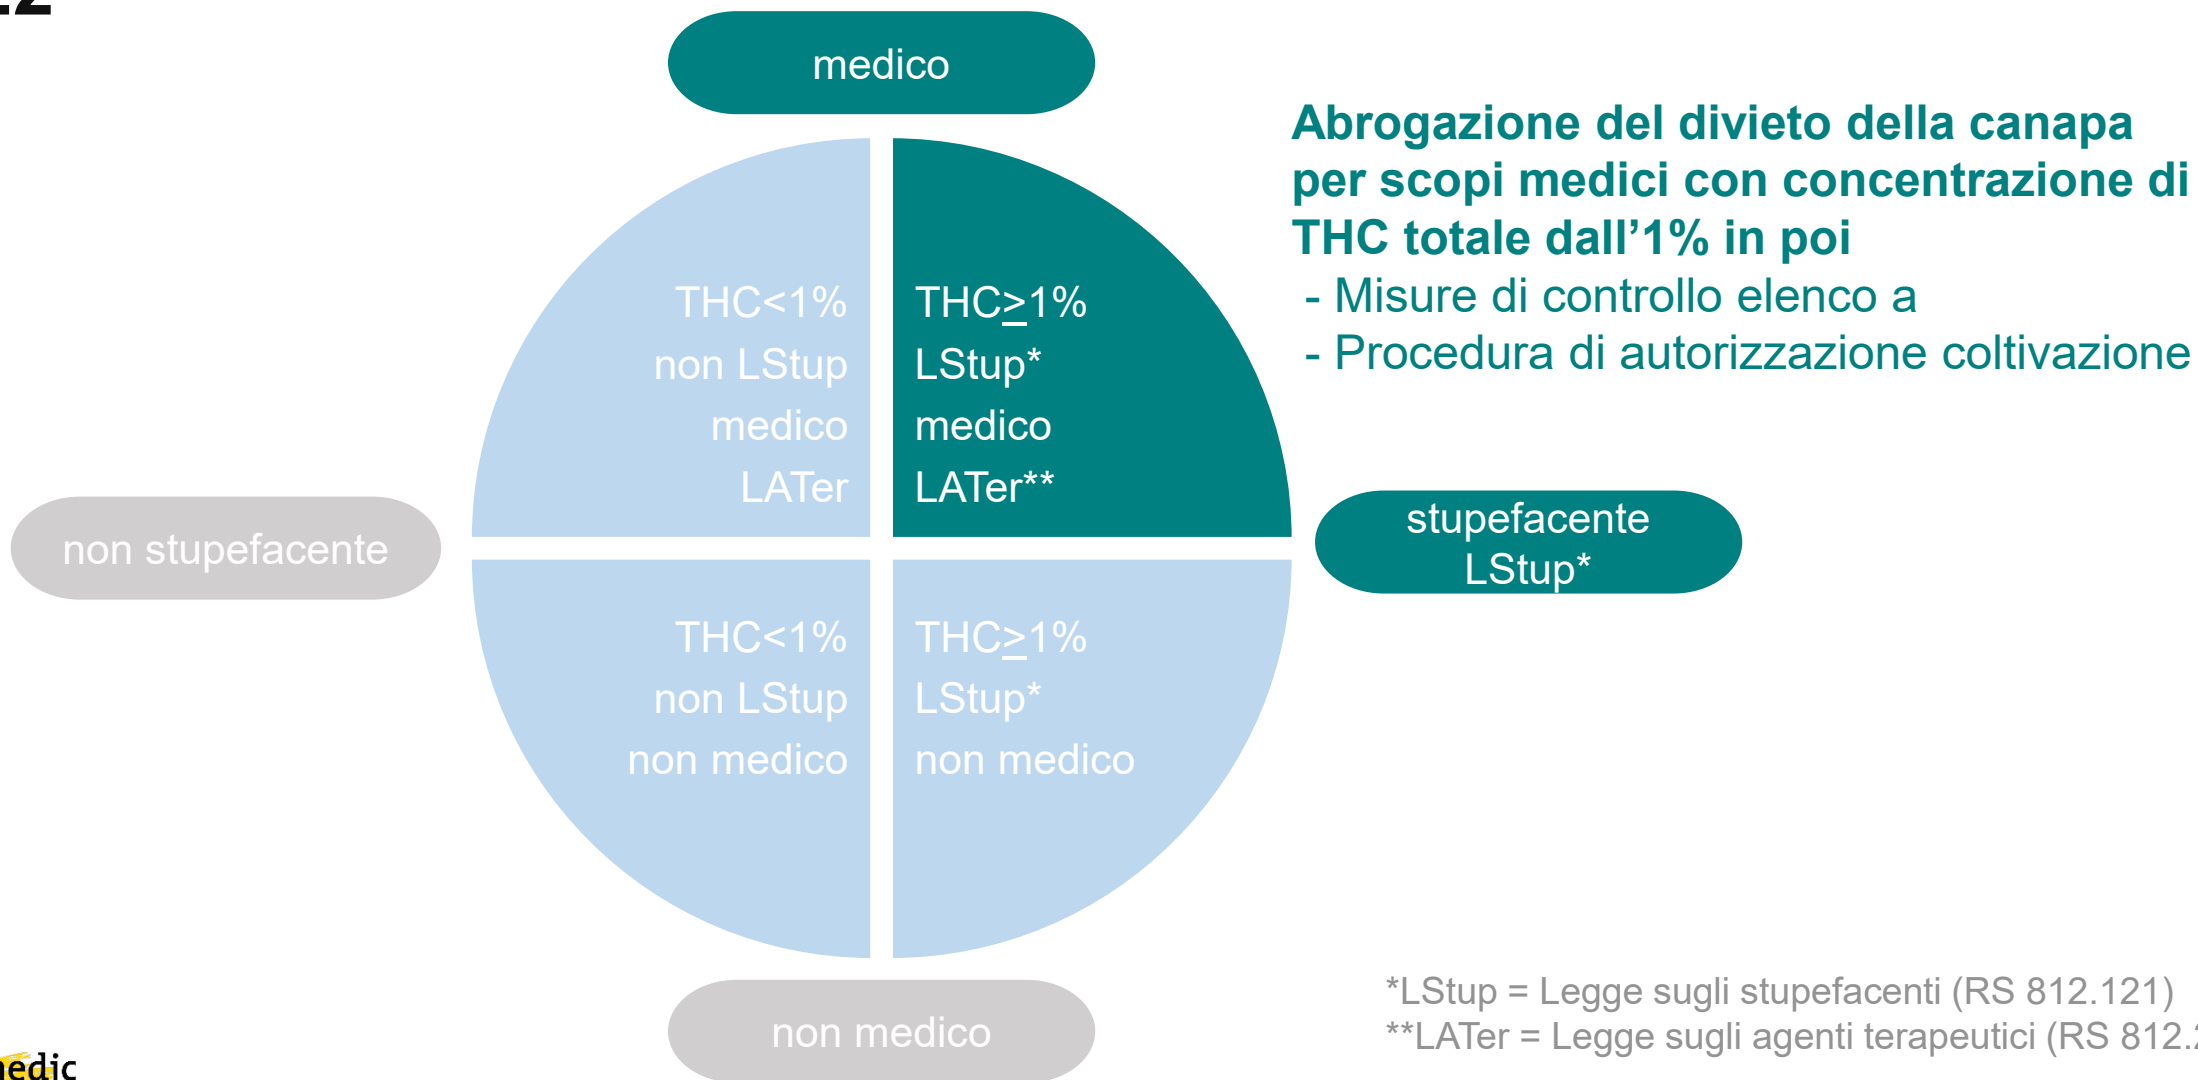 medico
Abrogazione del divieto della canapa
per scopi medici con concentrazione di
THC totale dall’1% in poi
- Misure di controllo elenco a
- Procedura di autorizzazione coltivazione
THC<1%
non LStup
medico
LATer
THC≥1%
LStup*
medico
LATer**
non stupefacente
stupefacente
LStup*
THC<1%
non LStup
non medico
THC≥1%
LStup*
non medico
non medico
*LStup = Legge sugli stupefacenti (RS 812.121)
**LATer = Legge sugli agenti terapeutici (RS 812.